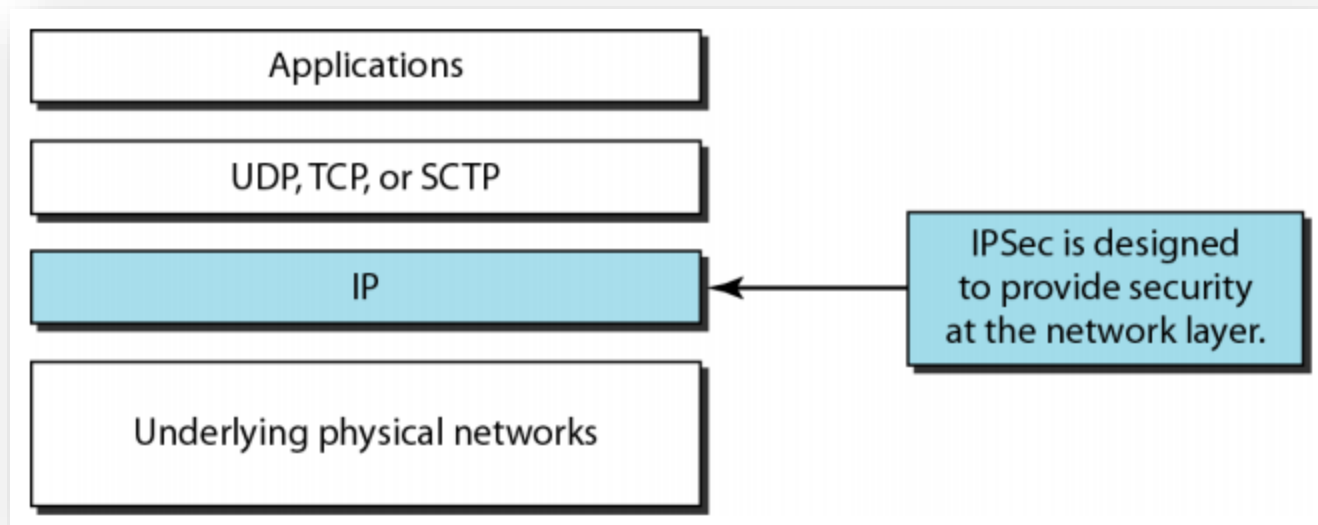 Applications
UDP, TCP, or SCTP
IP
IPSec is designed
to provide security
at the network layer.
Underlying physical networks